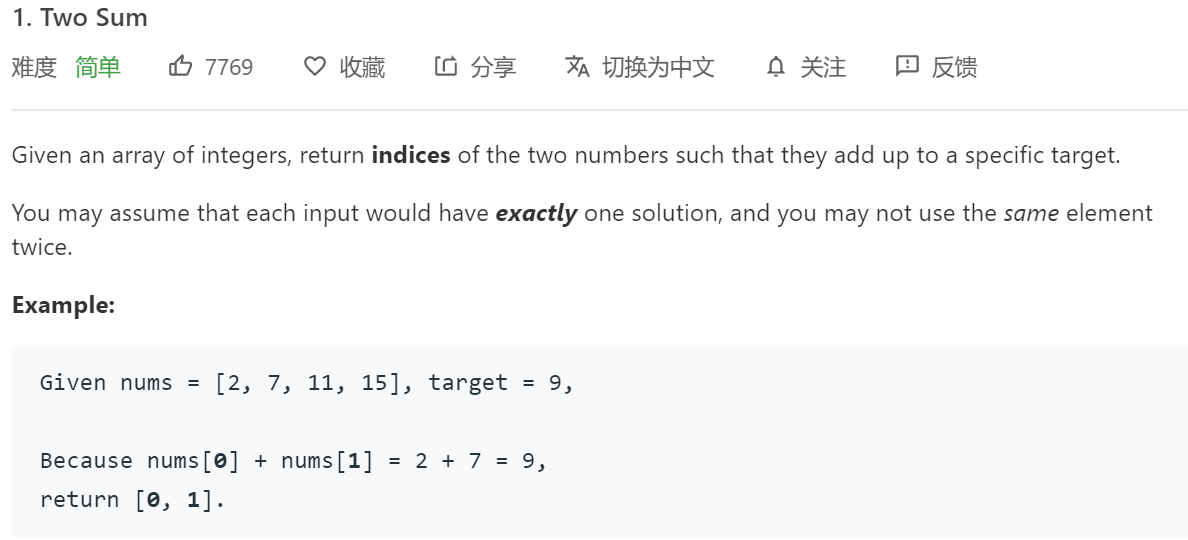 1. Two Sum
难度 简单 7769 收藏 分享 切换为中文 关注 反馈
Given an array of integers, return indices of the two numbers such that they add up to a specific target.
You may assume that each input would have exactly one solution, and you may not use the same element
twice.
Example:
Given nums = [2, 7, 11, 15], target = 9,
Because nums[0] + nums[1] = 2 + 7 = 9,
return [0, 1].